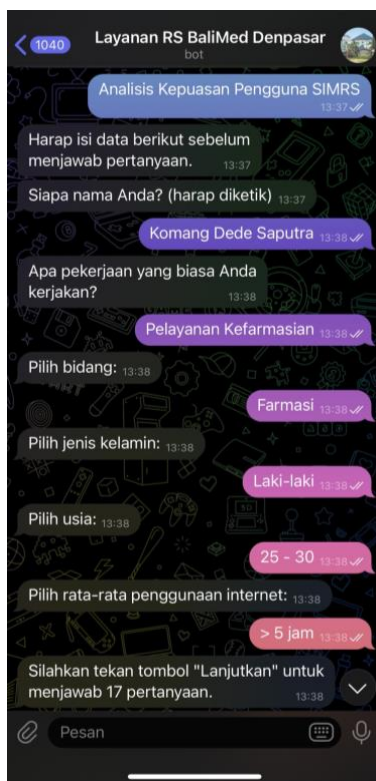 1040
Layanan RS BaliMed Denpasar
bot
Analisis Kepuasan Pengguna SIMRS
13:37
Harap isi data berikut sebelum
menjawab pertanyaan. 13:37
Siapa nama Anda? (harap diketik) 13:37
Komang Dede Saputra 13:38
Apa pekerjaan yang biasa Anda
kerjakan? 13:38
Pelayanan Kefarmasian 13:38
Pilih bidang: 13:38
Farmasi 13:38
Pilih jenis kelamin: 13:38
Laki-laki 13:38
Pilih usia: 13:38
25 - 30 13:38
Pilih rata-rata penggunaan internet: 13:38
> 5 jam 13:38
Silahkan tekan tombol "Lanjutkan" untuk
menjawab 17 pertanyaan. 13:38
Pesan